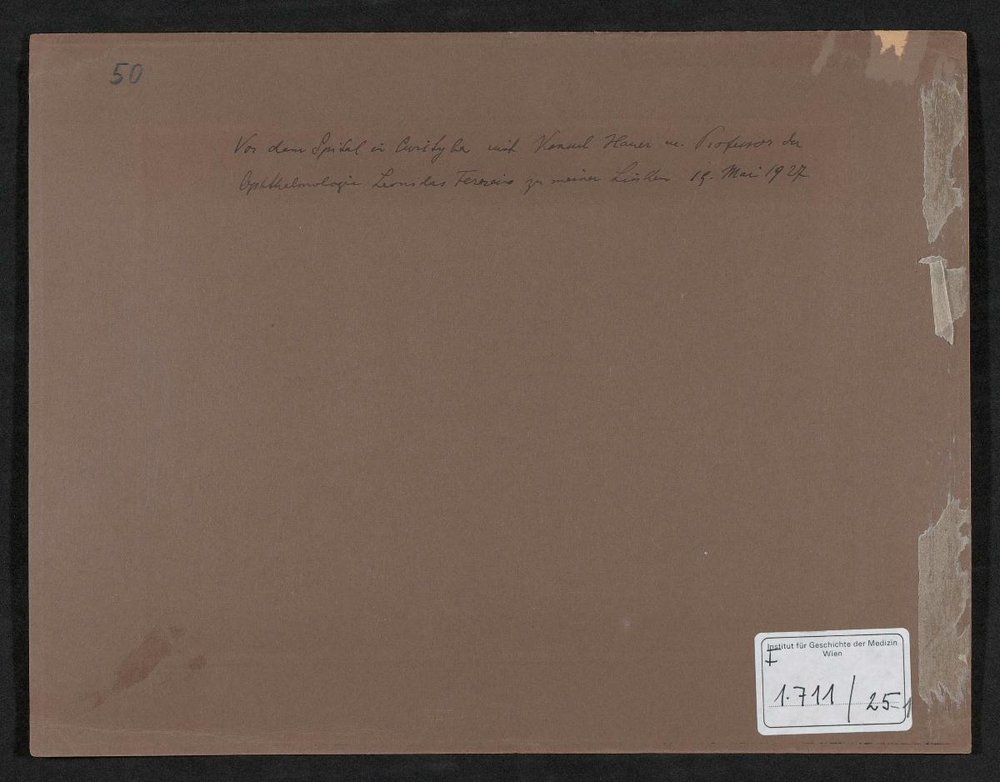 50
Vor dem Spital in Curityba mit Konsul Hauer u. Professor der
Ophthalmologie Leonidas zu meiner Linken 19. Mai 1927
Institut für Geschichte der Medizin
Wien
I
1.711 / 25-1